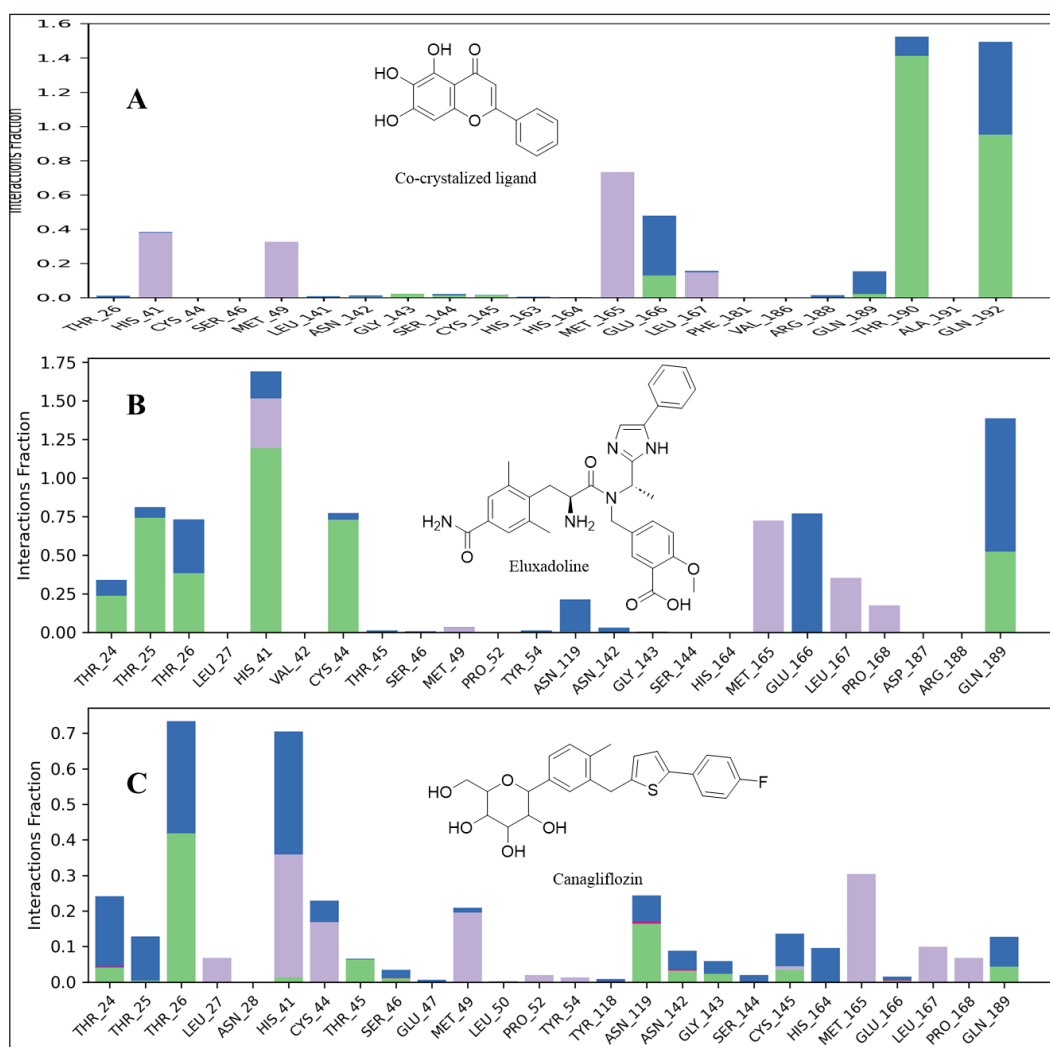 A
Co-crystalized ligand
OH
O
HO
HO
O
Interactions Fraction
1.6
1.4
1.2
1.0
0.8
0.6
0.4
0.2
0.0
THR_26
HIS_41
CYS_44
SER_46
MET_49
LEU_141
ASN_142
GLY_143
SER_144
CYS_145
HIS_163
HIS_164
MET_165
GLU_166
LEU_167
PHE_181
VAL_186
ARG_188
GLN_189
THR_190
ALA_191
GLN_192
B
Eluxadoline
N
NH
O
N
H2N
O
NH2
O
O
OH
Interactions Fraction
1.75
1.50
1.25
1.00
0.75
0.50
0.25
0.00
THR_24
THR_25
THR_26
LEU_27
HIS_41
VAL_42
CYS_44
THR_45
SER_46
MET_49
PRO_52
TYR_54
ASN_119
ASN_142
GLY_143
SER_144
HIS_164
MET_165
GLU_166
LEU_167
PRO_168
ASP_187
ARG_188
GLN_189
C
Canagliflozin
O
HO
OH
OH
OH
S
F
Interactions Fraction
0.7
0.6
0.5
0.4
0.3
0.2
0.1
0.0
THR_24
THR_25
THR_26
LEU_27
ASN_28
HIS_41
CYS_44
THR_45
SER_46
GLU_47
MET_49
LEU_50
PRO_52
TYR_54
TYR_118
ASN_119
ASN_142
GLY_143
SER_144
CYS_145
HIS_164
MET_165
GLU_166
LEU_167
PRO_168
GLN_189